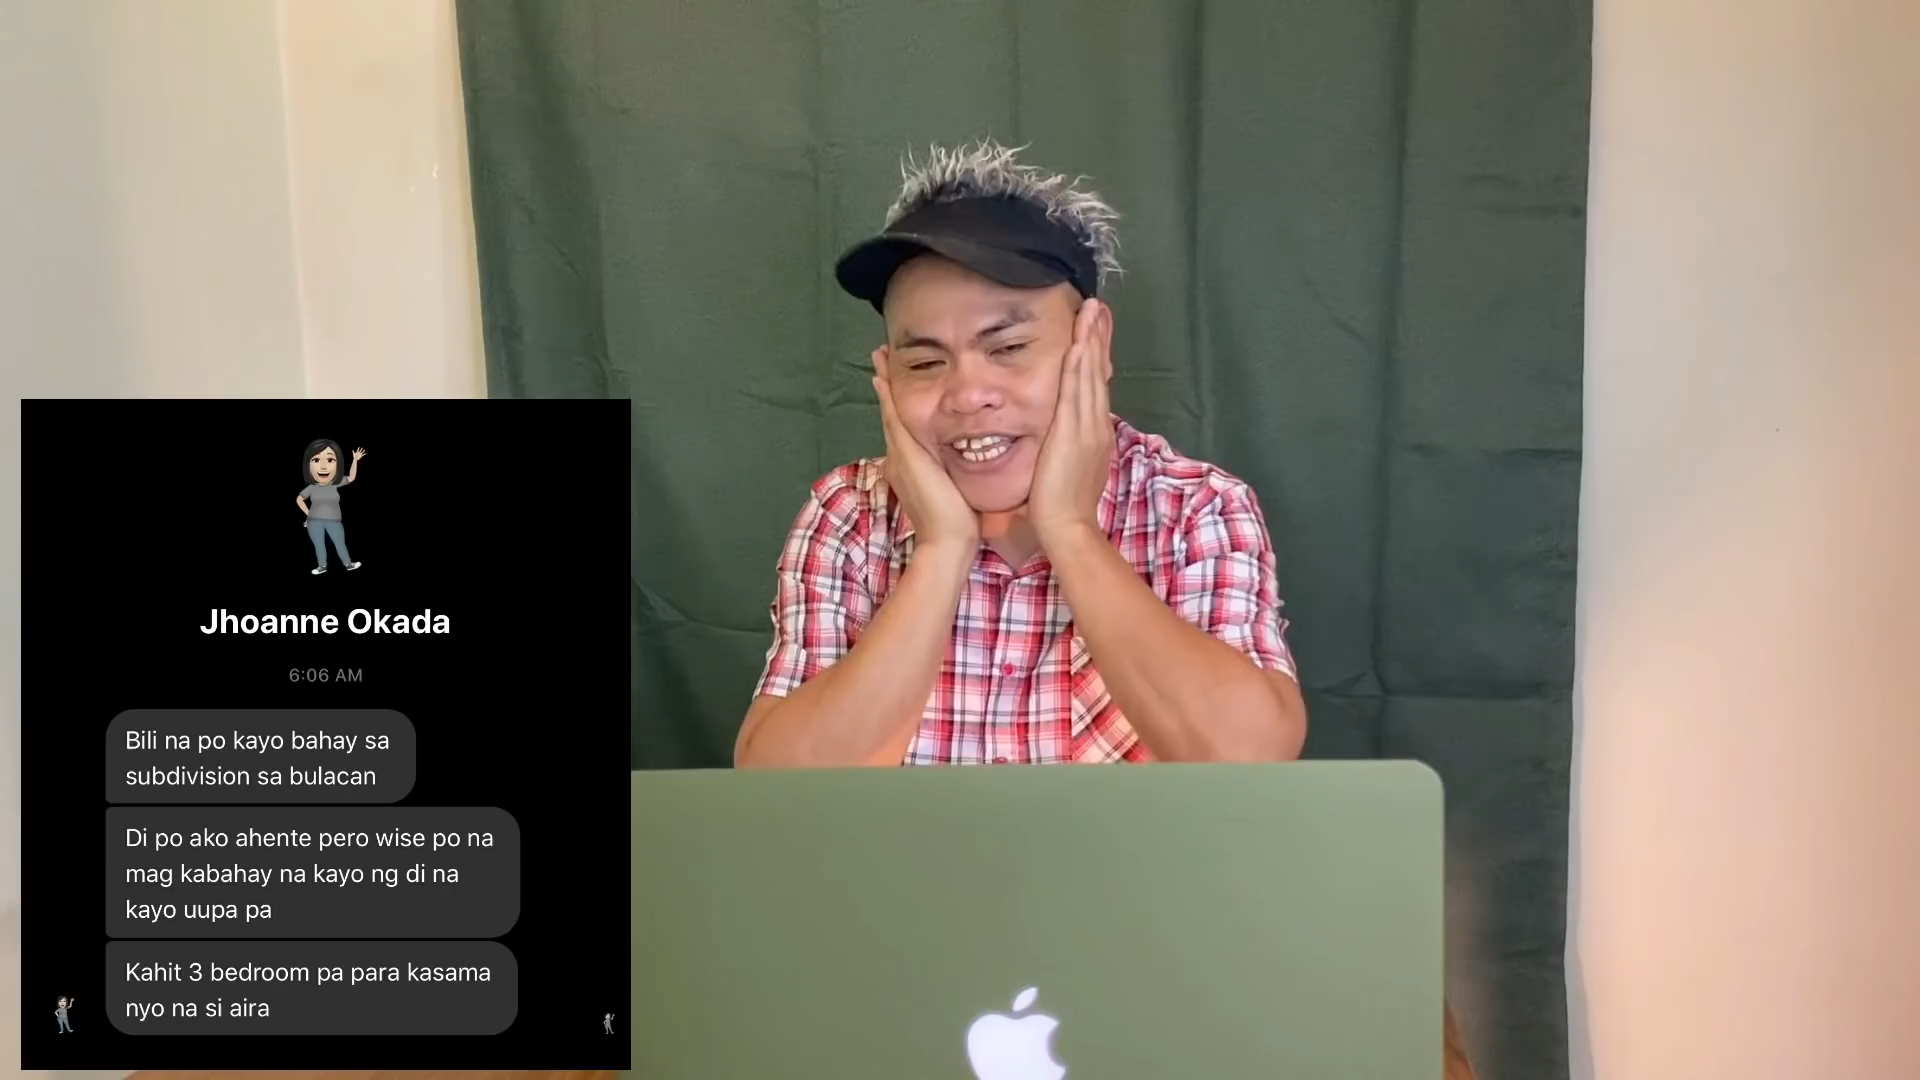 Jhoanne Okada
6:06 AM
Bili na po kayo bahay sa
subdivision sa bulacan
Di po ako ahente pero wise po na
mag kabahay na kayo ng di na
kayo uupa pa
Kahit 3 bedroom pa para kasama
nyo na si aira